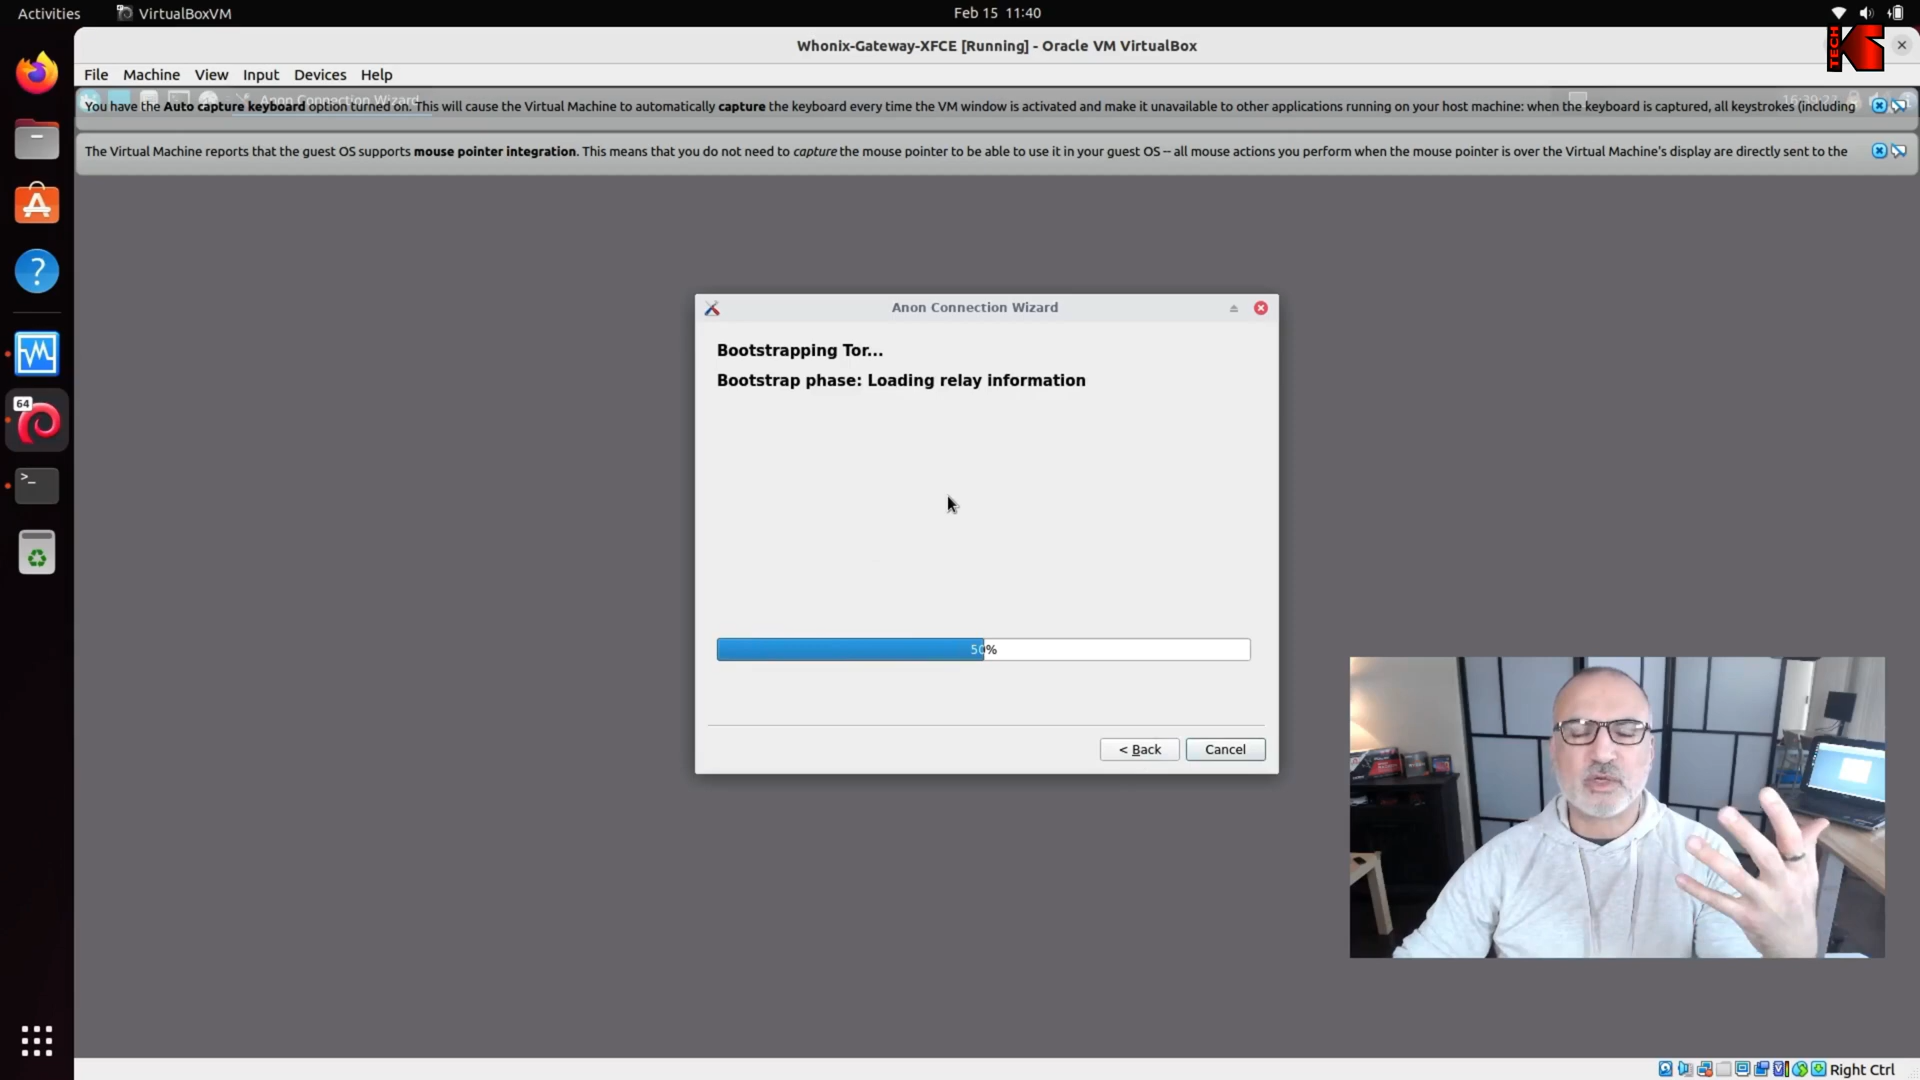 Activities VirtualBoxVM Feb 15 11:40
Whonix-Gateway-XFCE [Running] - Oracle VM VirtualBox
TECH KG
File Machine View Input Devices Help
Anon Connection Wizard
You have the Auto capture keyboard option turned on. This will cause the Virtual Machine to automatically capture the keyboard every time the VM window is activated and make it unavailable to other applications running on your host machine: when the keyboard is captured, all keystrokes (including
The Virtual Machine reports that the guest OS supports mouse pointer integration. This means that you do not need to capture the mouse pointer to be able to use it in your guest OS -- all mouse actions you perform when the mouse pointer is over the Virtual Machine's display are directly sent to the
Anon Connection Wizard
Bootstrapping Tor...
Bootstrap phase: Loading relay information
64
>_
50%
< Back Cancel
Right Ctrl